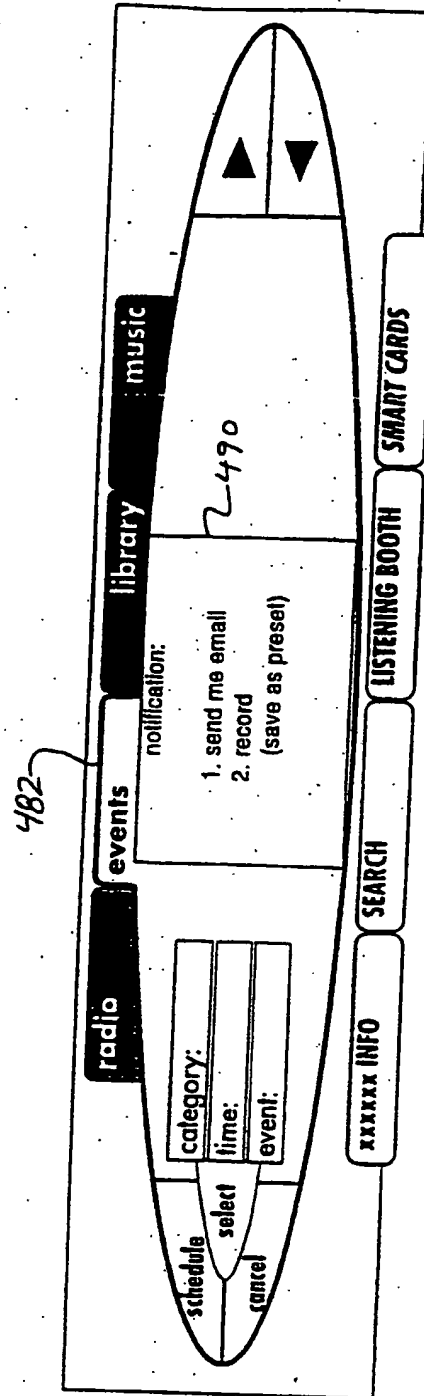 482
radio
events
library
music
schedule
select
cancel
category:
time:
event:
notification:
1. send me email
2. record
(save as preset)
490
xxxxxx INFO
SEARCH
LISTENING BOOTH
SMART CARDS